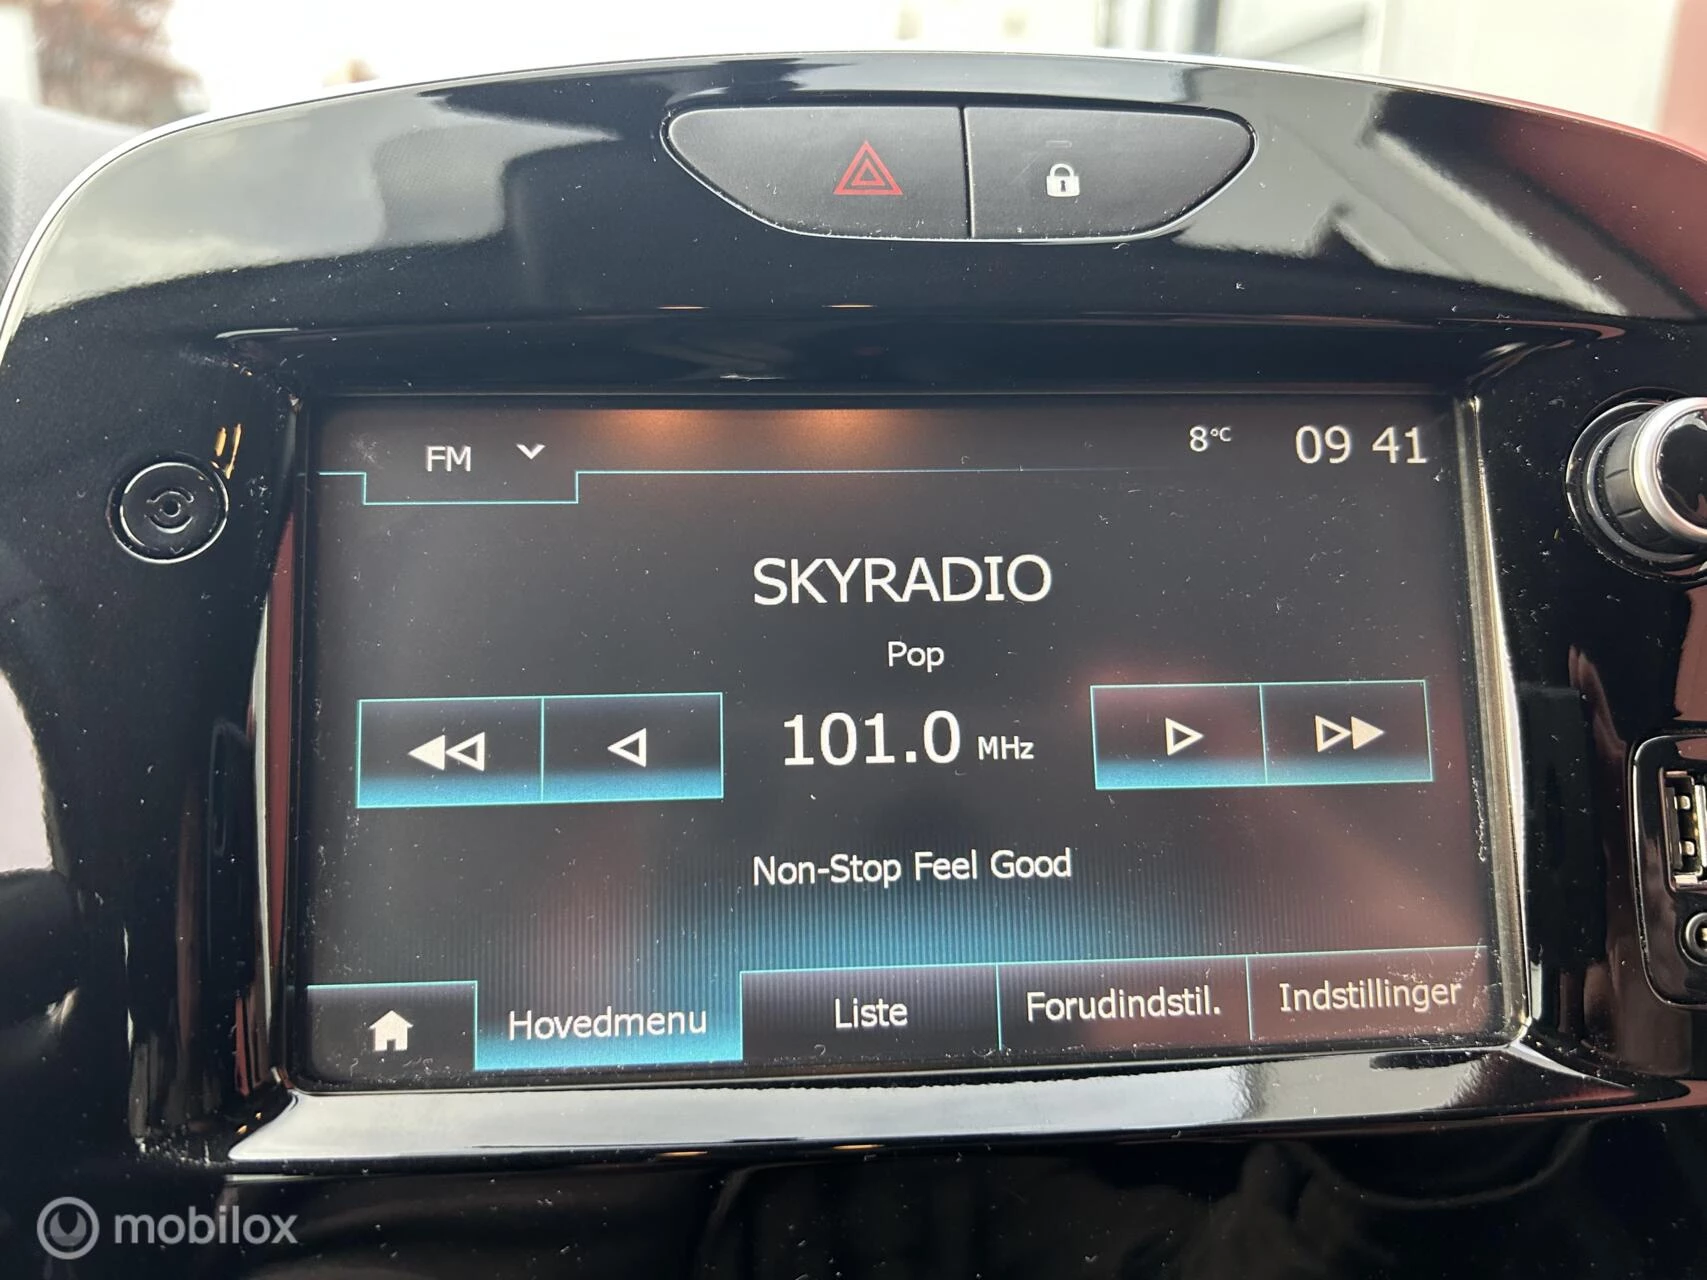 FM
8°C
09 41
SKYRADIO
Pop
101.0 MHz
Non-Stop Feel Good
Hovedmenu
Liste
Forudindstil.
Indstillinger
mobilox